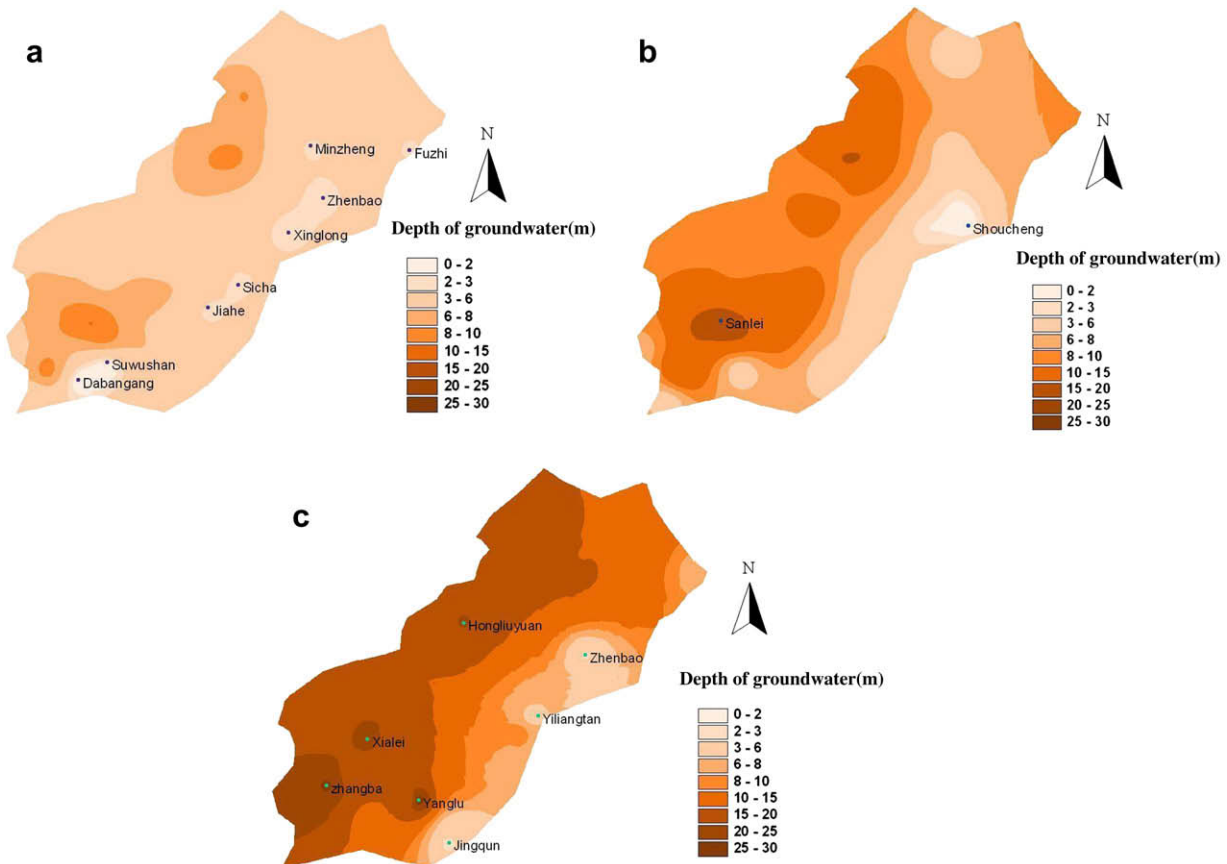 a
N
Minzheng
Fuzhi
Zhenbao
Xinglong
Sicha
Jiahe
Suwushan
Dabangang
Depth of groundwater(m)
0 - 2
2 - 3
3 - 6
6 - 8
8 - 10
10 - 15
15 - 20
20 - 25
25 - 30
b
N
Shoucheng
Sanlei
Depth of groundwater(m)
0 - 2
2 - 3
3 - 6
6 - 8
8 - 10
10 - 15
15 - 20
20 - 25
25 - 30
c
N
Hongliuyuan
Zhenbao
Yiliangtan
Xialei
zhangba
Yanglu
Jingqun
Depth of groundwater(m)
0 - 2
2 - 3
3 - 6
6 - 8
8 - 10
10 - 15
15 - 20
20 - 25
25 - 30